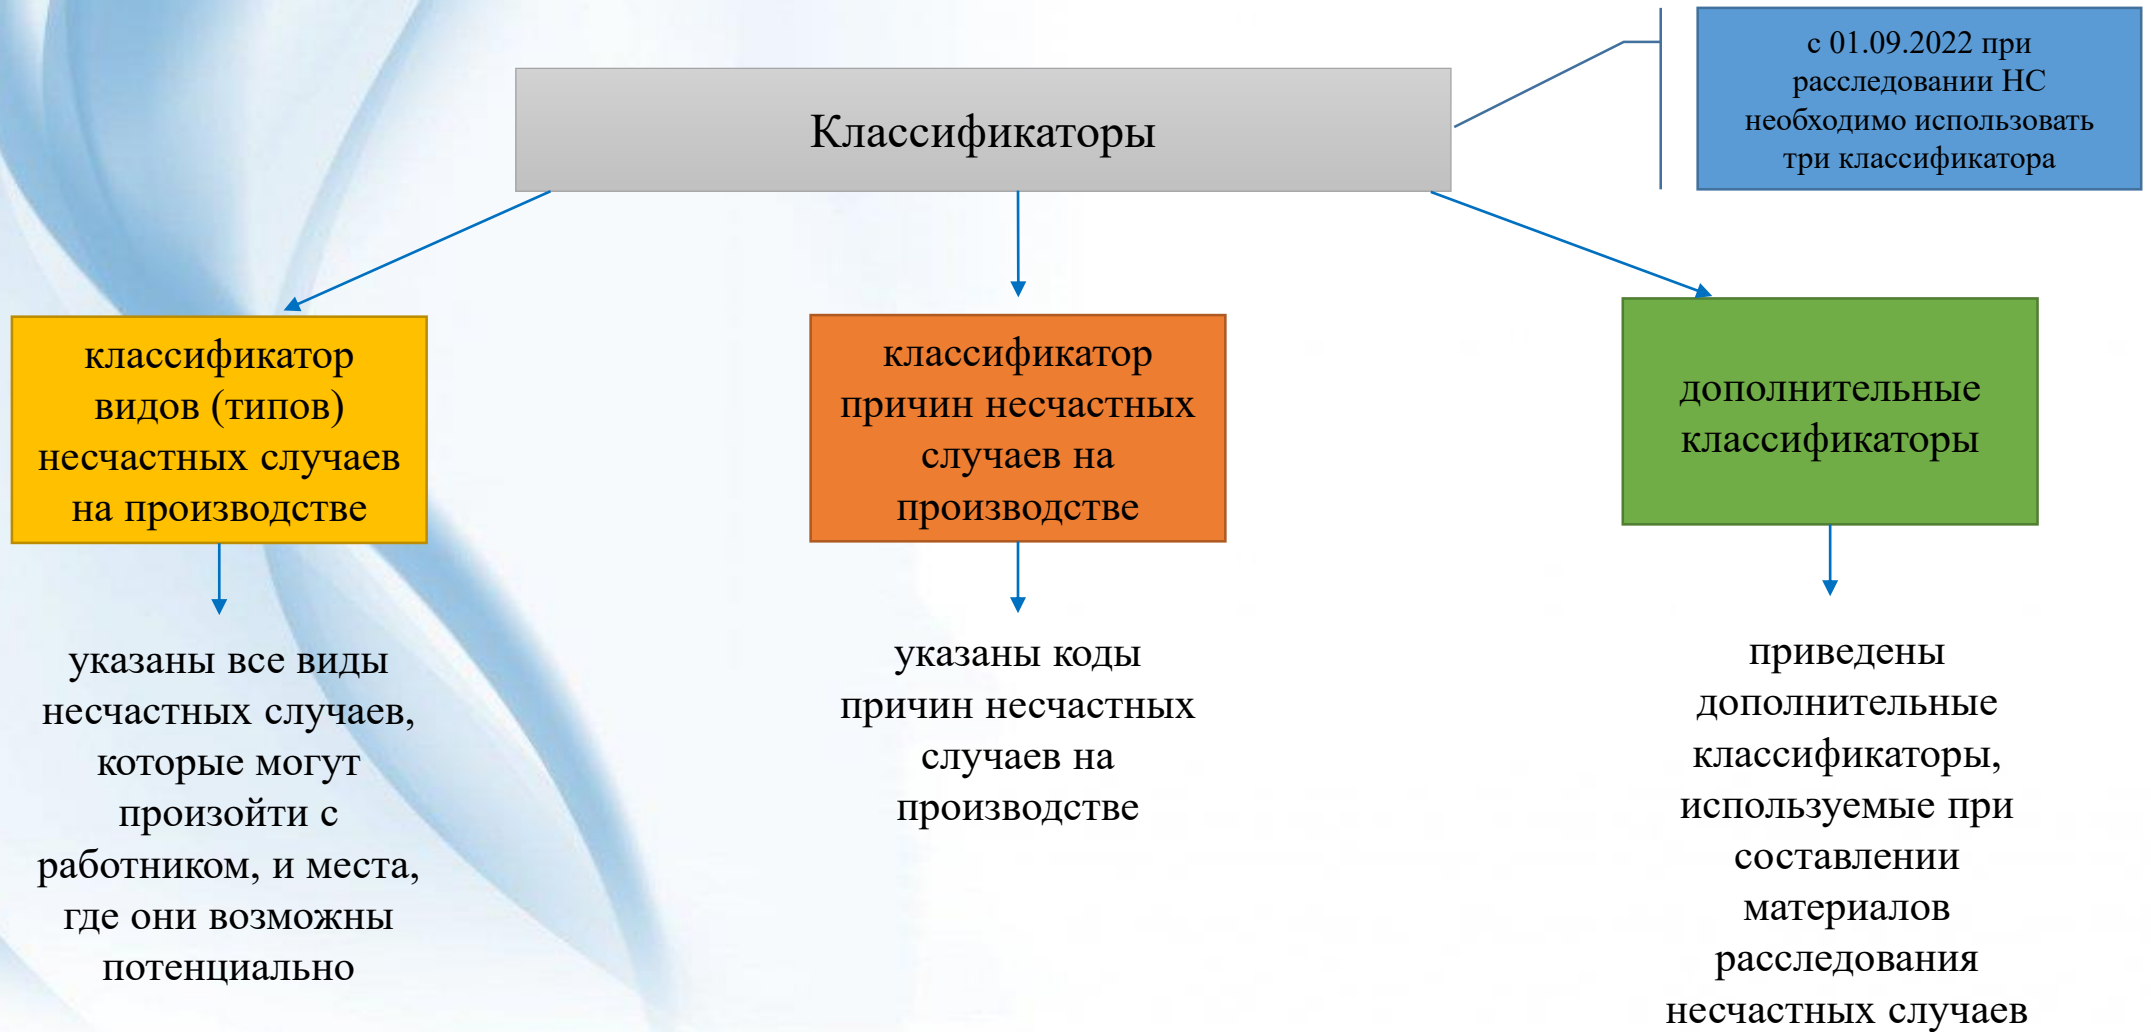 с 01.09.2022 при
расследовании НС
необходимо использовать
три классификатора
Классификаторы
классификатор
видов (типов)
несчастных случаев
на производстве
классификатор
причин несчастных
случаев на
производстве
дополнительные
классификаторы
указаны все виды
несчастных случаев,
которые могут
произойти с
работником, и места,
где они возможны
потенциально
указаны коды
причин несчастных
случаев на
производстве
приведены
дополнительные
классификаторы,
используемые при
составлении
материалов
расследования
несчастных случаев